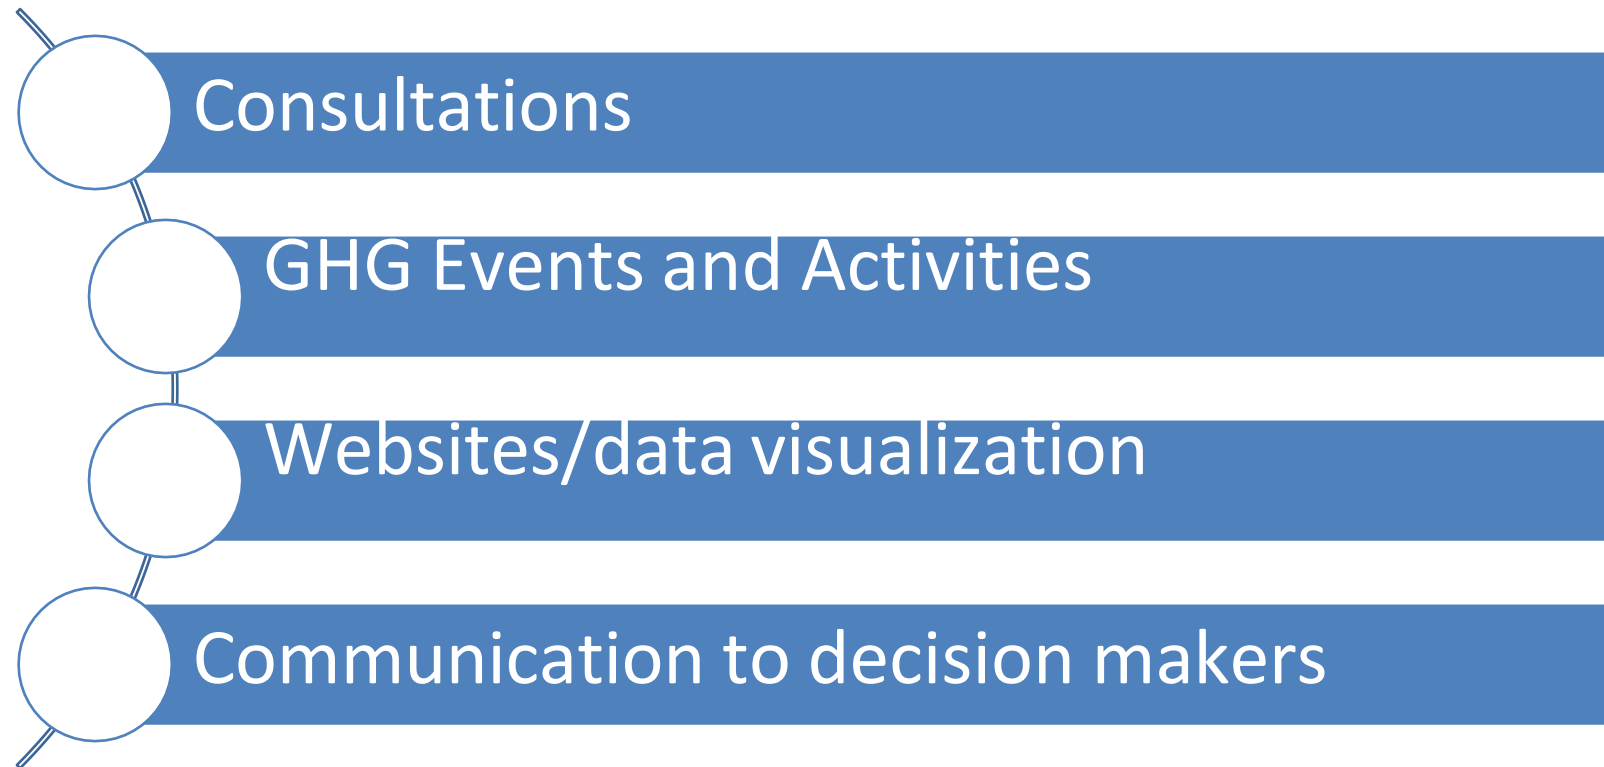 Consultations
GHG Events and Activities
Websites/data visualization
Communication to decision makers